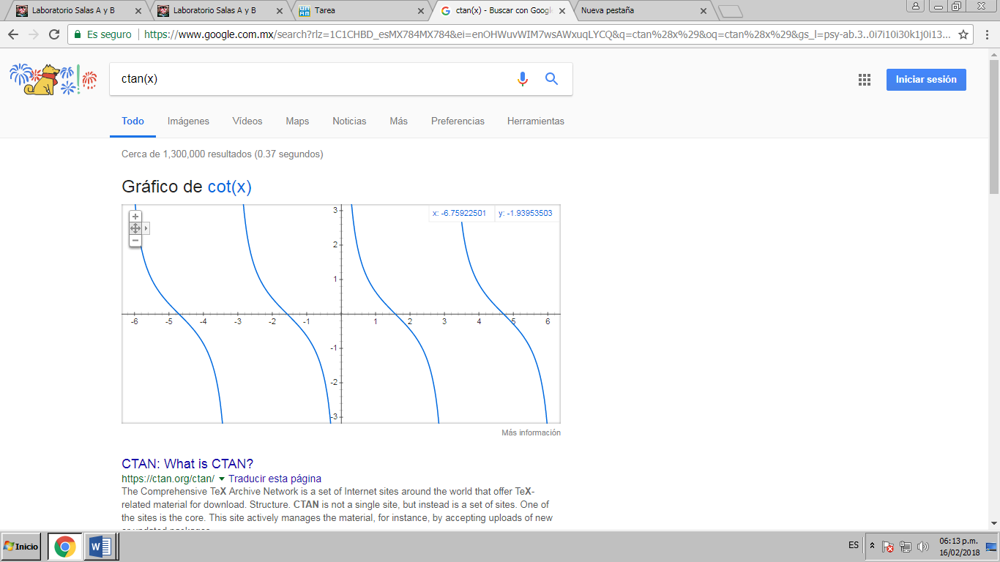 Laboratorio Salas A y B
Laboratorio Salas A y B
Tarea
ctan(x) - Buscar con Googl
Nueva pestaña
Es seguro
https://www.google.com.mx/search?rlz=1C1CHBD_esMX784MX784&ei=enOHWuvWIM7wsAWxuqLYCQ&q=ctan%28x%29&oq=ctan%28x%29&gs_l=psy-ab.3..0i7i10i30k1j0i13...
ctan(x)
Iniciar sesión
Todo Imágenes Vídeos Maps Noticias Más Preferencias Herramientas
Cerca de 1,300,000 resultados (0.37 segundos)
Gráfico de cot(x)
x: -6.75922501 y: -1.93953503
3
2
1
-6 -5 -4 -3 -2 -1 1 2 3 4 5 6
-1
-2
-3
Más información
CTAN: What is CTAN?
https://ctan.org/ctan/ Traducir esta página
The Comprehensive TeX Archive Network is a set of Internet sites around the world that offer TeX-
related material for download. Structure. CTAN is not a single site, but instead is a set of sites. One of
the sites is the core. This site actively manages the material, for instance, by accepting uploads of new
or updated packages
Inicio
ES
06:13 p.m.
16/02/2018